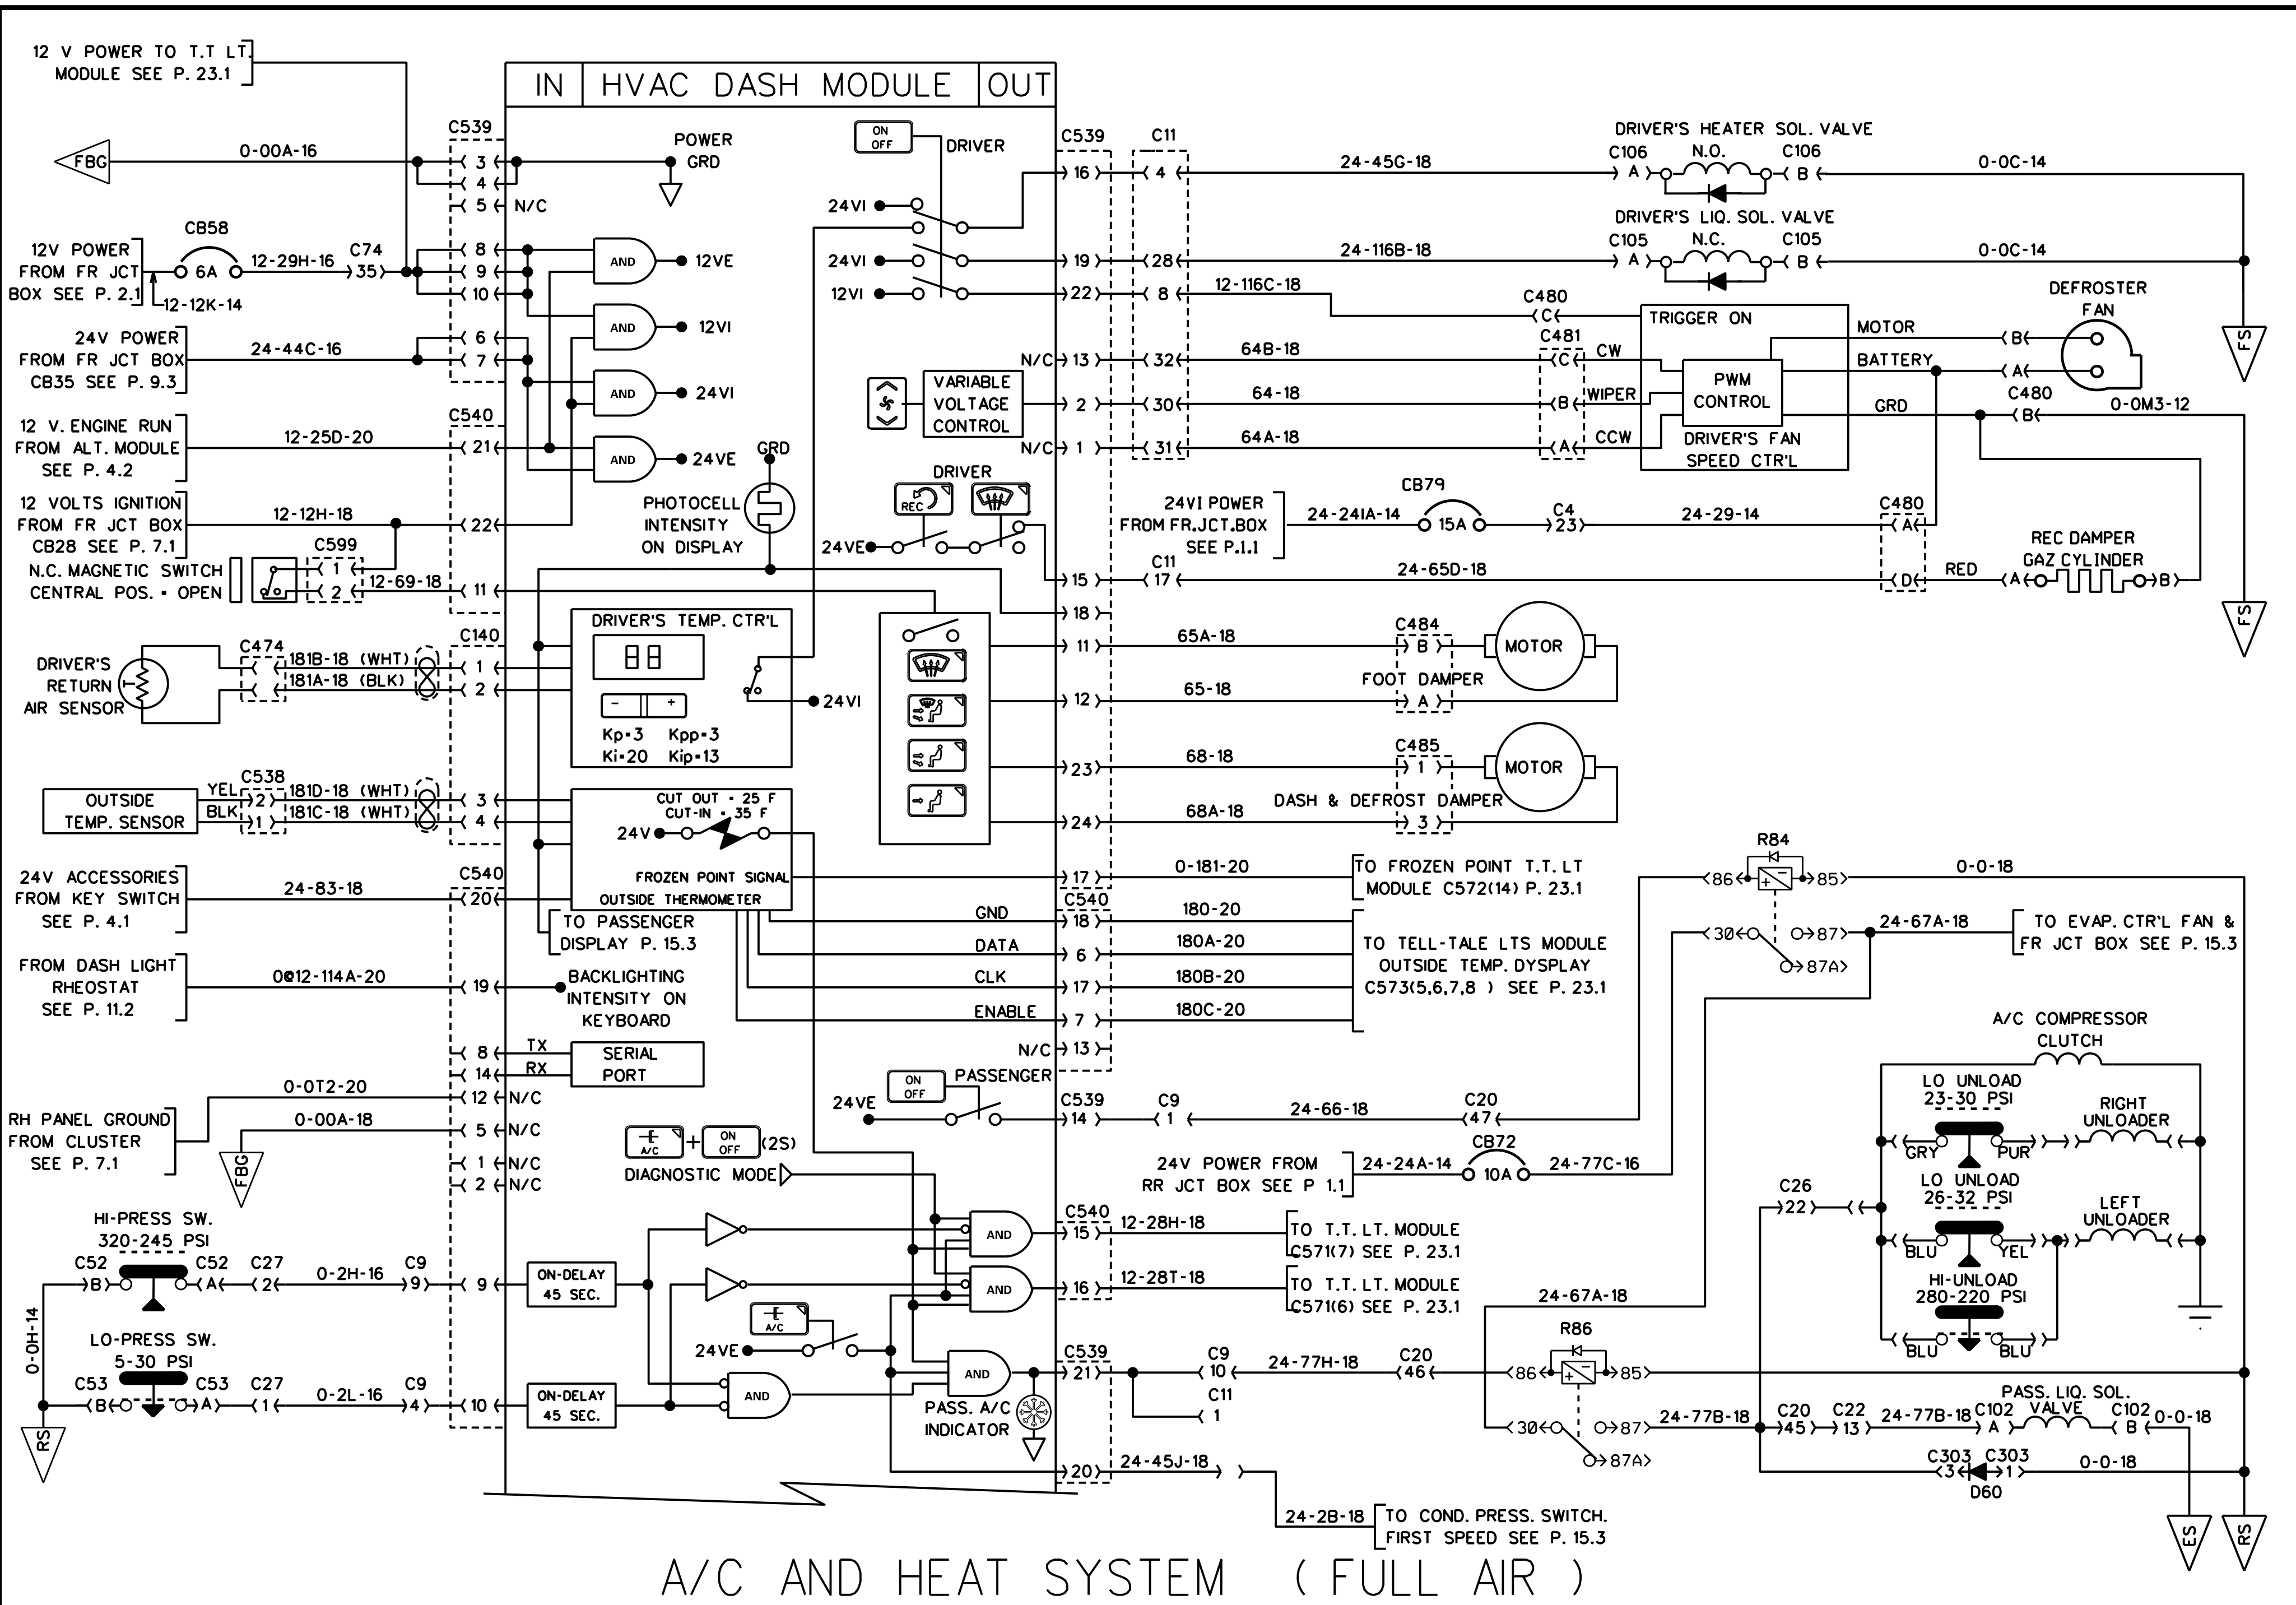 12 V POWER TO T.T LT.
MODULE SEE P. 23.1
IN
HVAC DASH MODULE
OUT
C539
FBG
0-00A-16
3
4
5
N/C
POWER
GRD
CB58
12V POWER
FROM FR JCT
BOX SEE P. 2.1
6A
12-29H-16
C74
35
12-12K-14
8
9
10
AND
12VE
24V POWER
FROM FR JCT BOX
CB35 SEE P. 9.3
24-44C-16
6
7
AND
12VI
AND
24VI
C540
12 V. ENGINE RUN
FROM ALT. MODULE
SEE P. 4.2
12-25D-20
21
AND
24VE
GRD
12 VOLTS IGNITION
FROM FR JCT BOX
CB28 SEE P. 7.1
12-12H-18
22
PHOTOCELL
INTENSITY
ON DISPLAY
N.C. MAGNETIC SWITCH
CENTRAL POS. = OPEN
C599
1
2
12-69-18
11
C140
DRIVER'S
RETURN
AIR SENSOR
C474
181B-18 (WHT)
181A-18 (BLK)
1
2
DRIVER'S TEMP. CTR'L
88
-
+
Kp=3 Kpp=3
Ki=20 Kip=13
24VI
OUTSIDE
TEMP. SENSOR
YEL
BLK
C538
2
1
181D-18 (WHT)
181C-18 (WHT)
3
4
CUT OUT = 25 F
CUT-IN = 35 F
24V
FROZEN POINT SIGNAL
OUTSIDE THERMOMETER
24V ACCESSORIES
FROM KEY SWITCH
SEE P. 4.1
24-83-18
C540
20
TO PASSENGER
DISPLAY P. 15.3
FROM DASH LIGHT
RHEOSTAT
SEE P. 11.2
0@12-114A-20
19
BACKLIGHTING
INTENSITY ON
KEYBOARD
8
14
TX
RX
SERIAL
PORT
0-0T2-20
12
N/C
RH PANEL GROUND
FROM CLUSTER
SEE P. 7.1
0-00A-18
FBG
5
N/C
1
N/C
2
N/C
A/C
+
ON
OFF
(2S)
DIAGNOSTIC MODE
HI-PRESS SW.
320-245 PSI
C52
B
C52
A
C27
2
0-2H-16
C9
9
9
ON-DELAY
45 SEC.
0-0H-14
LO-PRESS SW.
5-30 PSI
C53
B
C53
A
C27
1
0-2L-16
C9
4
10
ON-DELAY
45 SEC.
RS
A/C
24VE
AND
AND
AND
AND
PASS. A/C
INDICATOR
ON
OFF
DRIVER
24VI
24VI
12VI
C539
16
19
22
C11
4
28
8
24-45G-18
24-116B-18
12-116C-18
DRIVER'S HEATER SOL. VALVE
C106
A
N.O.
C106
B
0-0C-14
DRIVER'S LIQ. SOL. VALVE
C105
A
N.C.
C105
B
0-0C-14
FS
VARIABLE
VOLTAGE
CONTROL
N/C
13
2
N/C
1
32
30
31
64B-18
64-18
64A-18
C480
C
C481
C
B
A
CW
WIPER
CCW
TRIGGER ON
PWM
CONTROL
DRIVER'S FAN
SPEED CTR'L
MOTOR
BATTERY
GRD
DEFROSTER
FAN
B
A
C480
B
0-0M3-12
FS
DRIVER
REC
24VE
24VI POWER
FROM FR.JCT.BOX
SEE P.1.1
24-241A-14
CB79
15A
C4
23
24-29-14
C480
A
15
C11
17
24-65D-18
D
RED
REC DAMPER
GAZ CYLINDER
A
B
18
11
65A-18
C484
B
MOTOR
FOOT DAMPER
12
65-18
A
23
68-18
C485
1
MOTOR
DASH & DEFROST DAMPER
24
68A-18
3
17
0-181-20
TO FROZEN POINT T.T. LT
MODULE C572(14) P. 23.1
C540
GND
18
180-20
DATA
6
180A-20
CLK
17
180B-20
ENABLE
7
180C-20
TO TELL-TALE LTS MODULE
OUTSIDE TEMP. DYSPLAY
C573(5,6,7,8 ) SEE P. 23.1
N/C
13
ON
OFF
PASSENGER
24VE
C539
14
C9
1
24-66-18
C20
47
24V POWER FROM
RR JCT BOX SEE P 1.1
24-24A-14
CB72
10A
24-77C-16
R84
86
+
-
85
0-0-18
30
87
87A
24-67A-18
TO EVAP. CTR'L FAN &
FR JCT BOX SEE P. 15.3
C540
15
12-28H-18
TO T.T. LT. MODULE
C571(7) SEE P. 23.1
16
12-28T-18
TO T.T. LT. MODULE
C571(6) SEE P. 23.1
C539
21
C9
10
24-77H-18
C20
46
C11
1
20
24-45J-18
24-2B-18
TO COND. PRESS. SWITCH.
FIRST SPEED SEE P. 15.3
24-67A-18
R86
86
+
-
85
30
87
87A
24-77B-18
C20
45
C22
13
24-77B-18
PASS. LIQ. SOL.
VALVE
C102
A
C102
B
0-0-18
C303
3
C303
1
D60
0-0-18
ES
RS
A/C COMPRESSOR
CLUTCH
LO UNLOAD
23-30 PSI
GRY
PUR
RIGHT
UNLOADER
LO UNLOAD
26-32 PSI
BLU
YEL
LEFT
UNLOADER
HI-UNLOAD
280-220 PSI
BLU
BLU
C26
22
A/C AND HEAT SYSTEM ( FULL AIR )